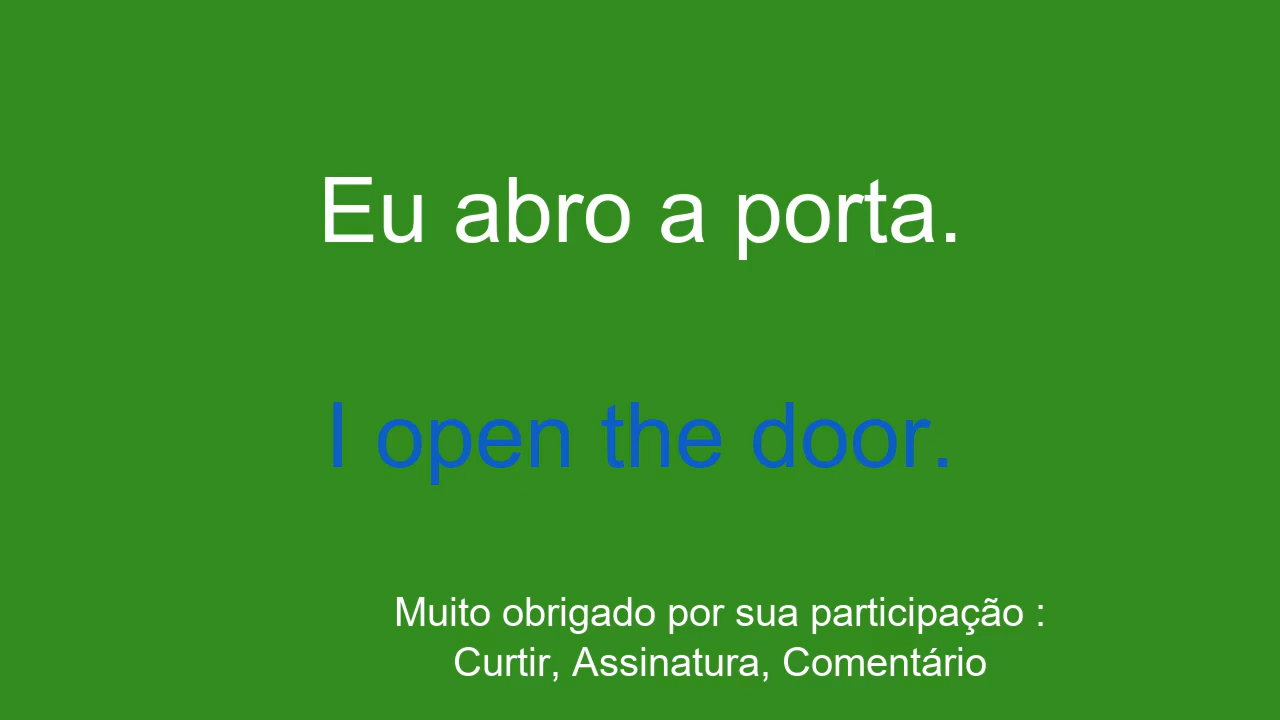 Eu abro a porta.
I open the door.
Muito obrigado por sua participação :
Curtir, Assinatura, Comentário